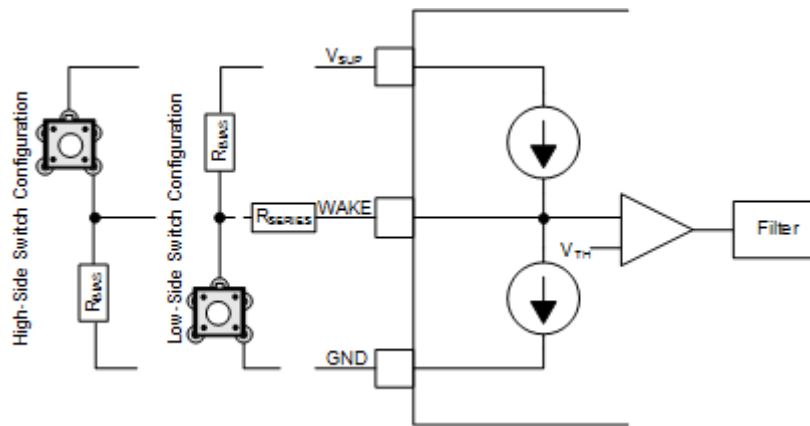 High-Side Switch Configuration
RBIAS
Low-Side Switch Configuration
RBIAS
RSERIES
VSUP
WAKE
GND
VTH
Filter